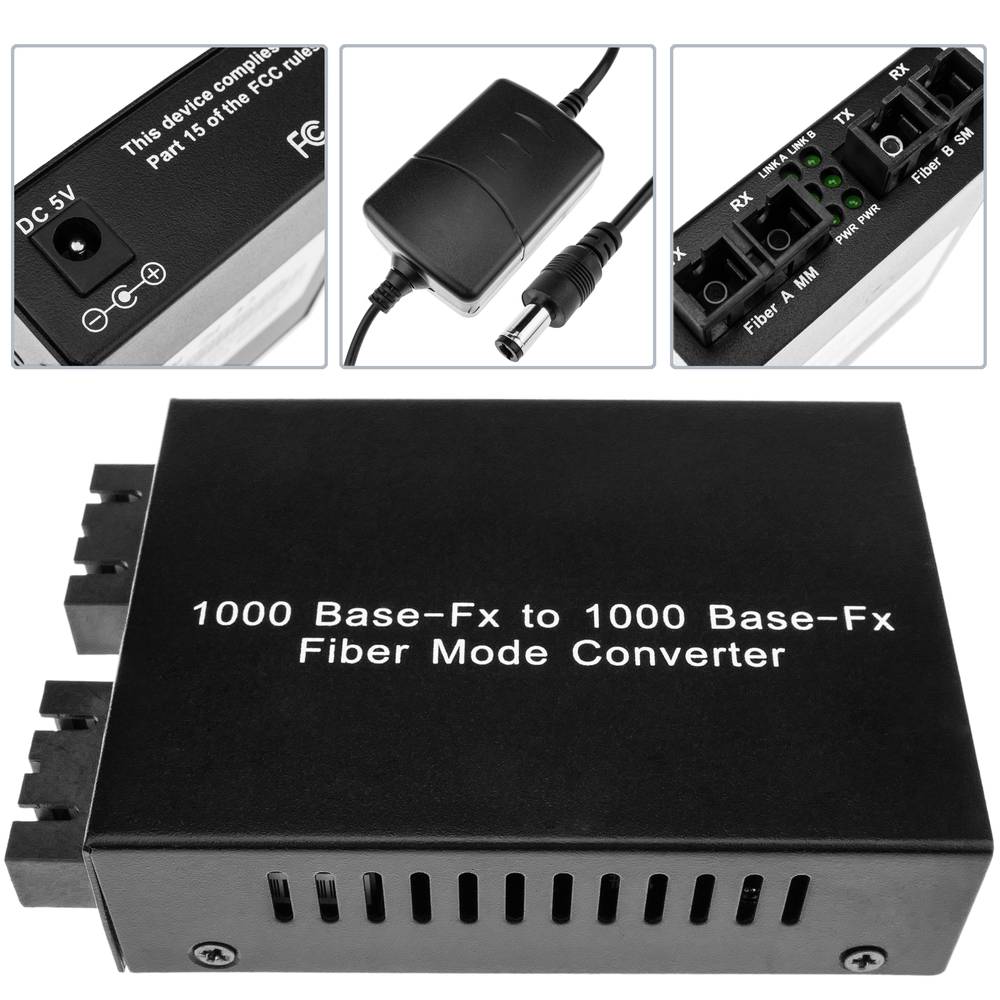 This device complies
Part 15 of the FCC rules
FC
DC 5V
RX
TX
LINK A LINK B
RX
PWR PWR
Fiber B SM
Fiber A MM
1000 Base-Fx to 1000 Base-Fx
Fiber Mode Converter